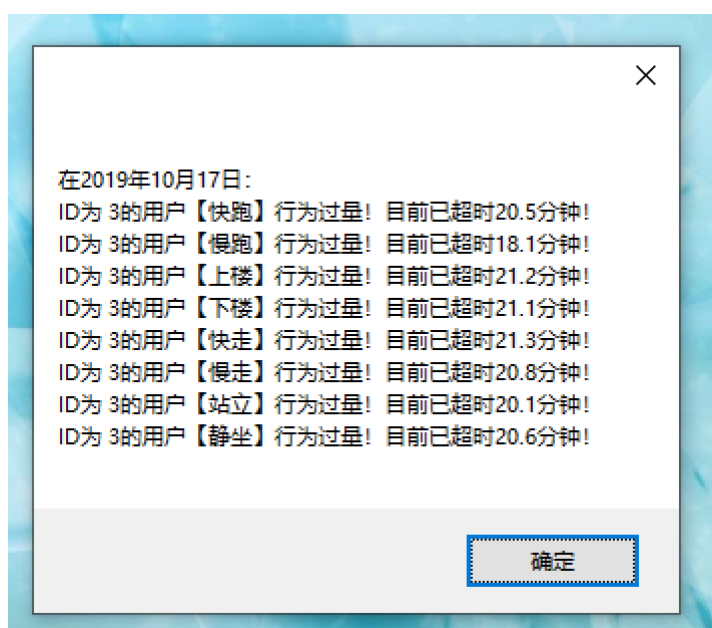 在2019年10月17日：
ID为 3的用户【快跑】行为过量！目前已超时20.5分钟！
ID为 3的用户【慢跑】行为过量！目前已超时18.1分钟！
ID为 3的用户【上楼】行为过量！目前已超时21.2分钟！
ID为 3的用户【下楼】行为过量！目前已超时21.1分钟！
ID为 3的用户【快走】行为过量！目前已超时21.3分钟！
ID为 3的用户【慢走】行为过量！目前已超时20.8分钟！
ID为 3的用户【站立】行为过量！目前已超时20.1分钟！
ID为 3的用户【静坐】行为过量！目前已超时20.6分钟！
确定